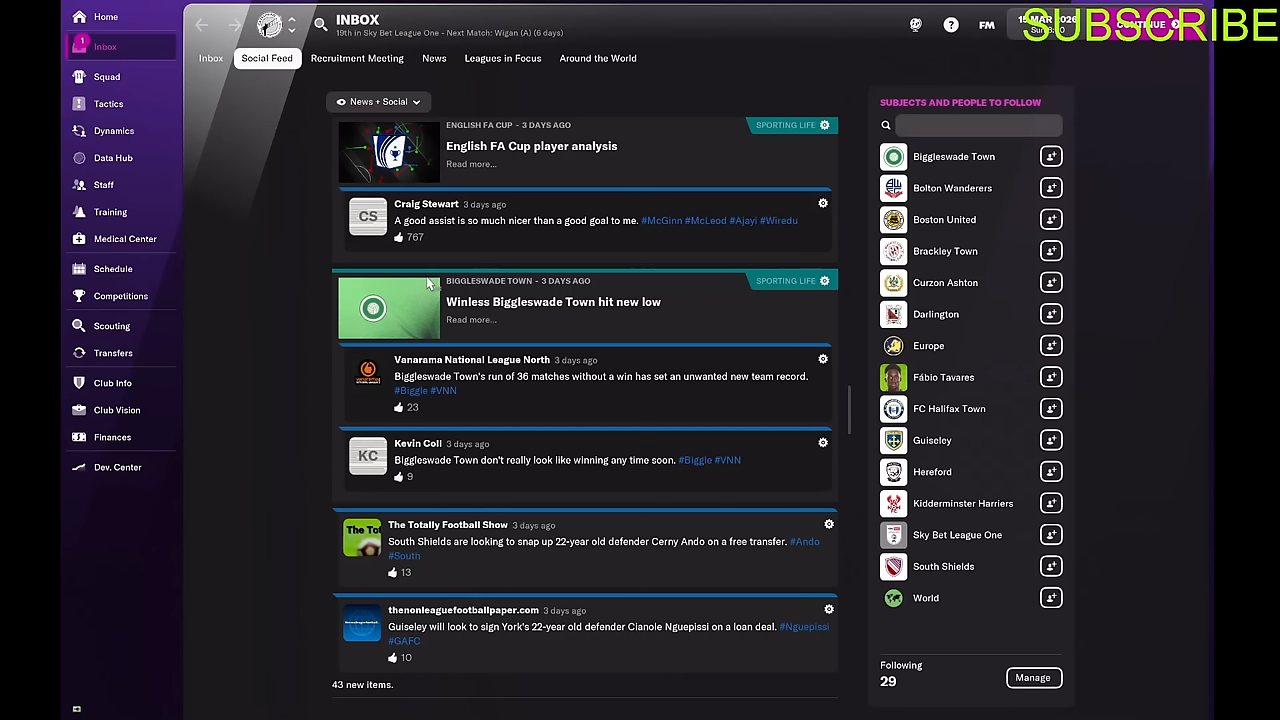 Home
INBOX
19th in Sky Bet League One - Next Match: Wigan (A) (6 days)
FM
SUBSCRIBE
1
Inbox
Squad
Tactics
Dynamics
Data Hub
Staff
Training
Medical Center
Schedule
Competitions
Scouting
Transfers
Club Info
Club Vision
Finances
Dev. Center
Inbox
Social Feed
Recruitment Meeting
News
Leagues in Focus
Around the World
News + Social
ENGLISH FA CUP - 3 DAYS AGO
SPORTING LIFE
English FA Cup player analysis
Read more...
CS
Craig Stewart 3 days ago
A good assist is so much nicer than a good goal to me. #McGinn #McLeod #Ajayi #Wiredu
767
BIGGLESWADE TOWN - 3 DAYS AGO
SPORTING LIFE
Winless Biggleswade Town hit new low
Read more...
Vanarama National League North 3 days ago
Biggleswade Town's run of 36 matches without a win has set an unwanted new team record.
#Biggle #VNN
23
KC
Kevin Coll 3 days ago
Biggleswade Town don't really look like winning any time soon. #Biggle #VNN
9
The Totally Football Show 3 days ago
South Shields are looking to snap up 22-year old defender Cerny Ando on a free transfer. #Ando
#South
13
thenonleaguefootballpaper.com 3 days ago
Guiseley will look to sign York's 22-year old defender Cianole Nguepissi on a loan deal. #Nguepissi
#GAFC
10
43 new items.
SUBJECTS AND PEOPLE TO FOLLOW
Biggleswade Town
Bolton Wanderers
Boston United
Brackley Town
Curzon Ashton
Darlington
Europe
Fábio Tavares
FC Halifax Town
Guiseley
Hereford
Kidderminster Harriers
Sky Bet League One
South Shields
World
Following
29
Manage